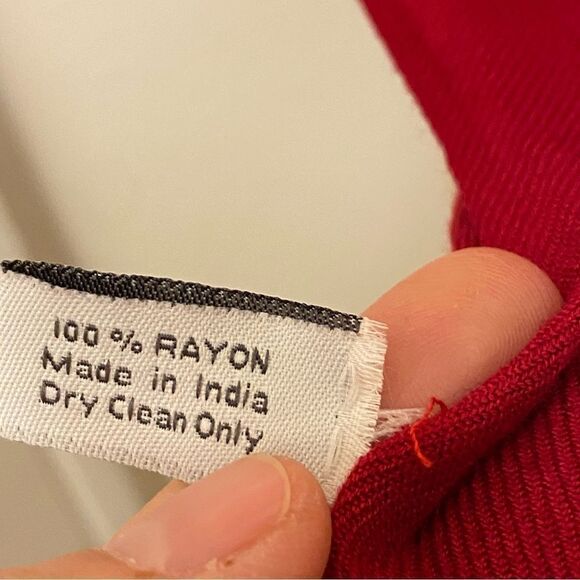 100 % RAYON
Made in India
Dry Clean Only